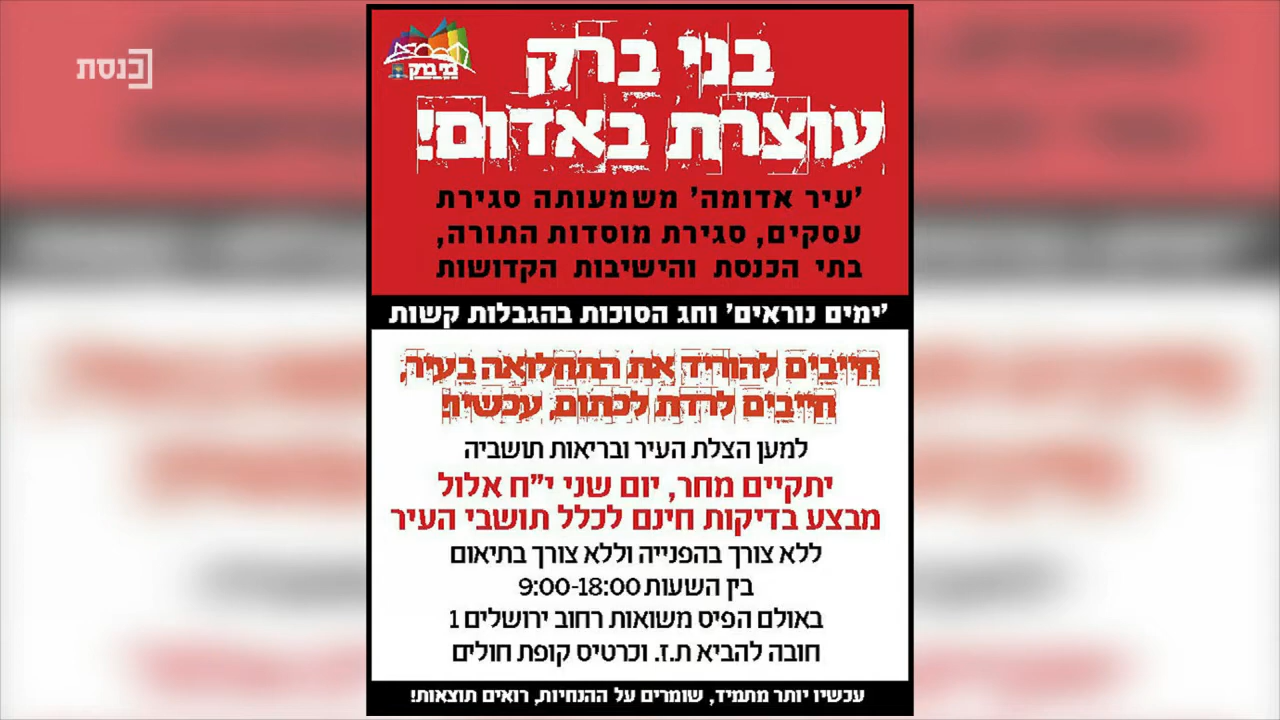 כנסת
בני ברק
בני ברק
עוצרת באדום!
'עיר אדומה' משמעותה סגירת
עסקים, סגירת מוסדות התורה,
בתי הכנסת והישיבות הקדושות
'ימים נוראים' וחג הסוכות בהגבלות קשות
חייבים להוריד את התחלואה בעיר,
חייבים לרדת לכתום, עכשיו!
למען הצלת העיר ובריאות תושביה
יתקיים מחר, יום שני י"ח אלול
מבצע בדיקות חינם לכלל תושבי העיר
ללא צורך בהפנייה וללא צורך בתיאום
בין השעות 9:00-18:00
באולם הפיס משואות רחוב ירושלים 1
חובה להביא ת.ז. וכרטיס קופת חולים
עכשיו יותר מתמיד, שומרים על ההנחיות, רואים תוצאות!